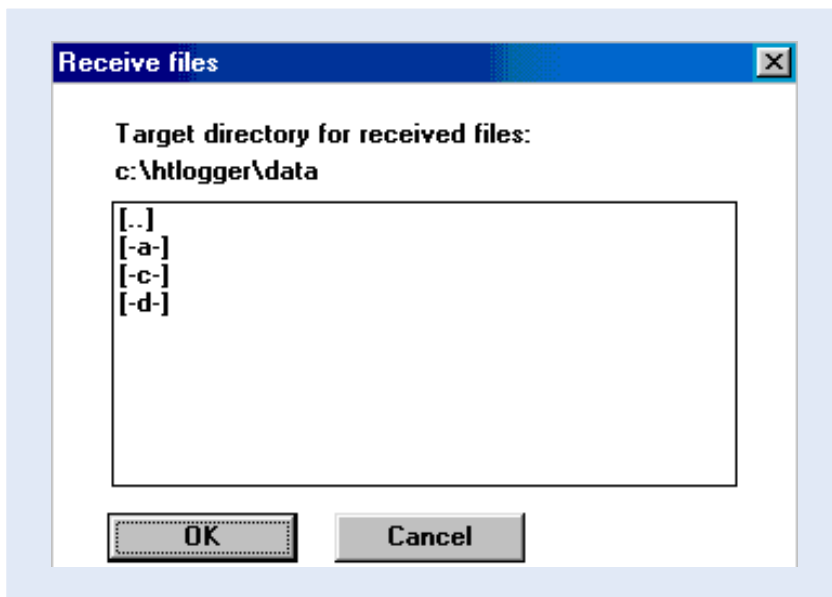 Receive files
Target directory for received files:
c:\htlogger\data
[..]
[-a-]
[-c-]
[-d-]
OK Cancel